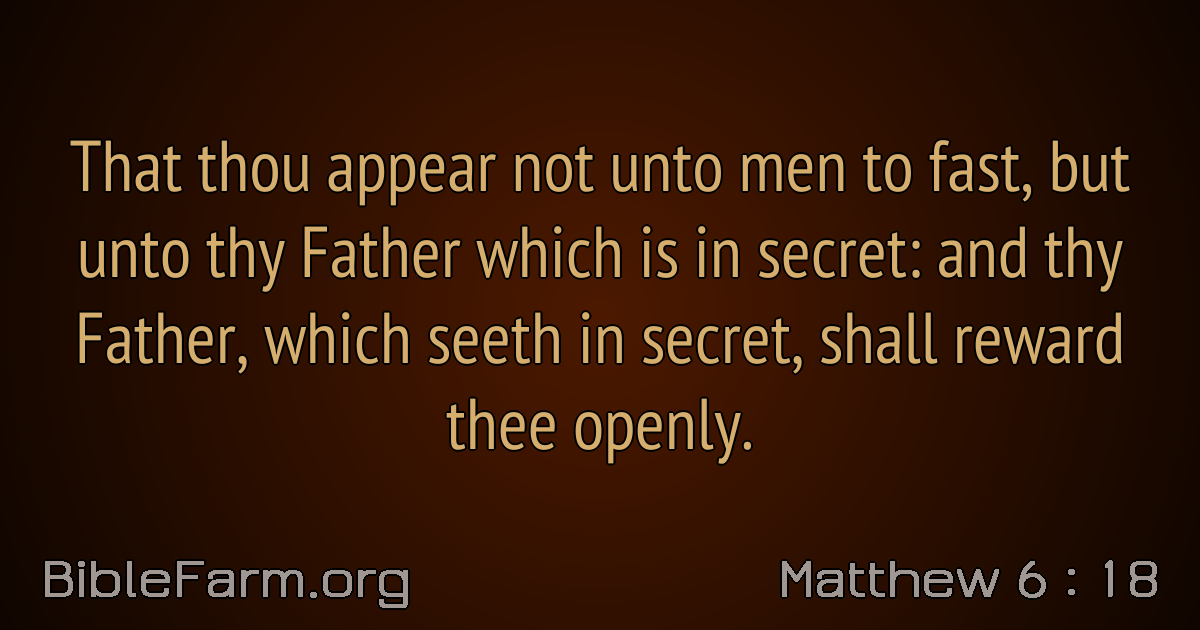 That thou appear not unto men to fast, but
unto thy Father which is in secret: and thy
Father, which seeth in secret, shall reward
thee openly.
BibleFarm.org
Matthew 6 : 18